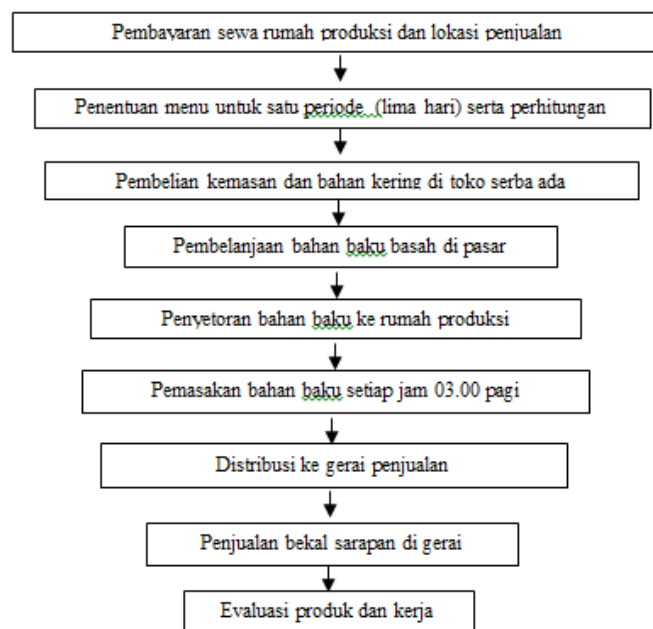 Pembayaran sewa rumah produksi dan lokasi penjualan
Penentuan menu untuk satu periode (lima hari) serta perhitungan
Pembelian kemasan dan bahan kering di toko serba ada
Pembelanjaan bahan baku basah di pasar
Penyetoran bahan baku ke rumah produksi
Pemasakan bahan baku setiap jam 03.00 pagi
Distribusi ke gerai penjualan
Penjualan bekal sarapan di gerai
Evaluasi produk dan kerja